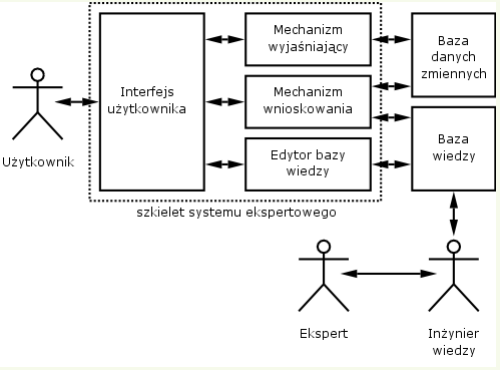 Mechanizm
wyjaśniający
Baza
danych
zmiennych
Interfejs
użytkownika
Mechanizm
wnioskowania
Użytkownik
Edytor bazy
wiedzy
Baza
wiedzy
szkielet systemu ekspertowego
Ekspert
Inżynier
wiedzy